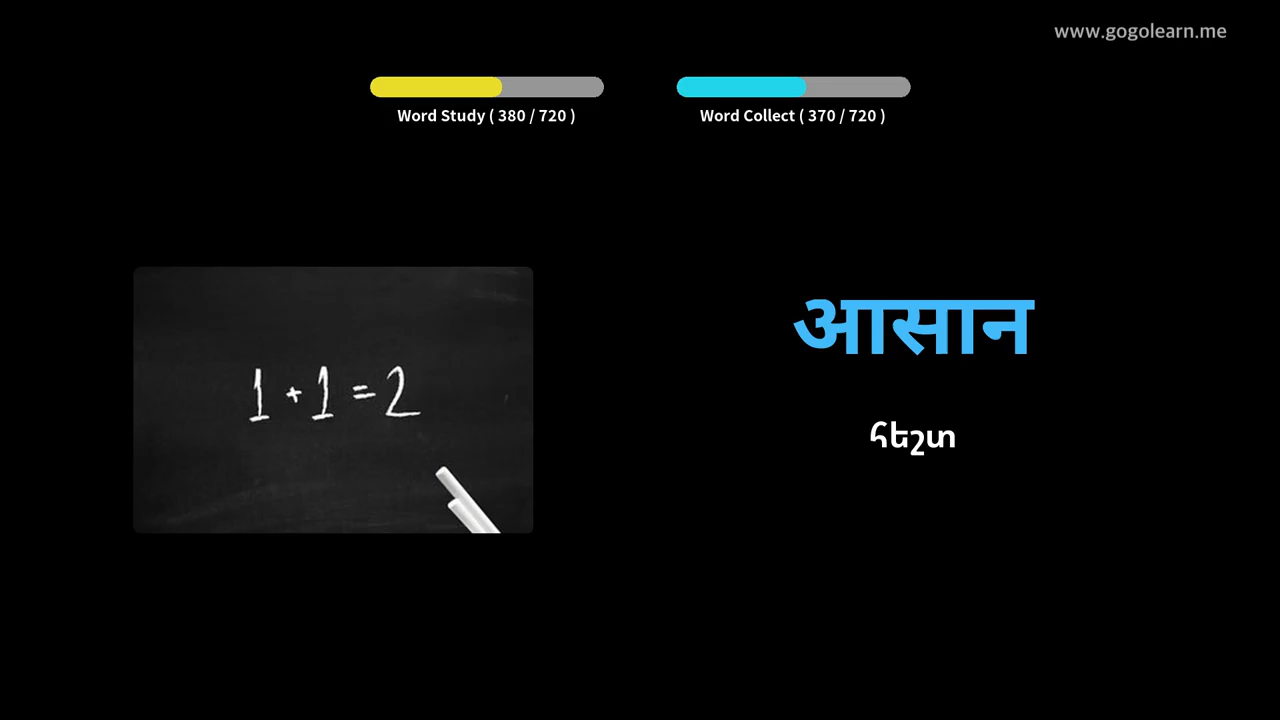 www.gogolearn.me
Word Study ( 380 / 720 )
Word Collect ( 370 / 720 )
1 + 1 = 2
आसान
հեշտ